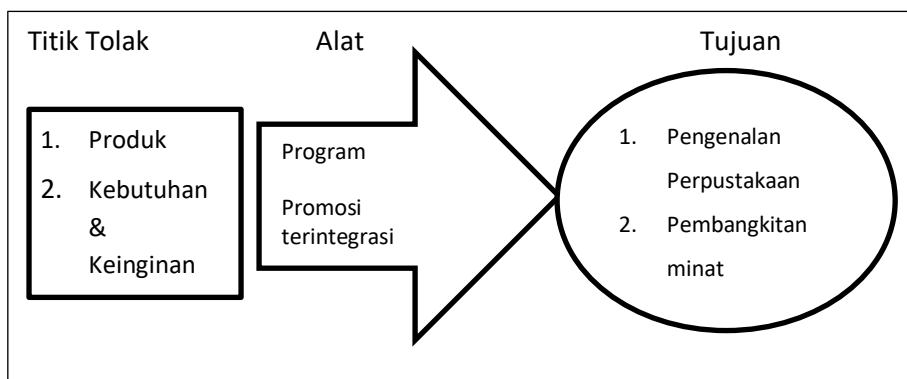 Titik Tolak
Alat
Tujuan
1. Produk
2. Kebutuhan
&
Keinginan
Program
Promosi
terintegrasi
1. Pengenalan
Perpustakaan
2. Pembangkitan
minat